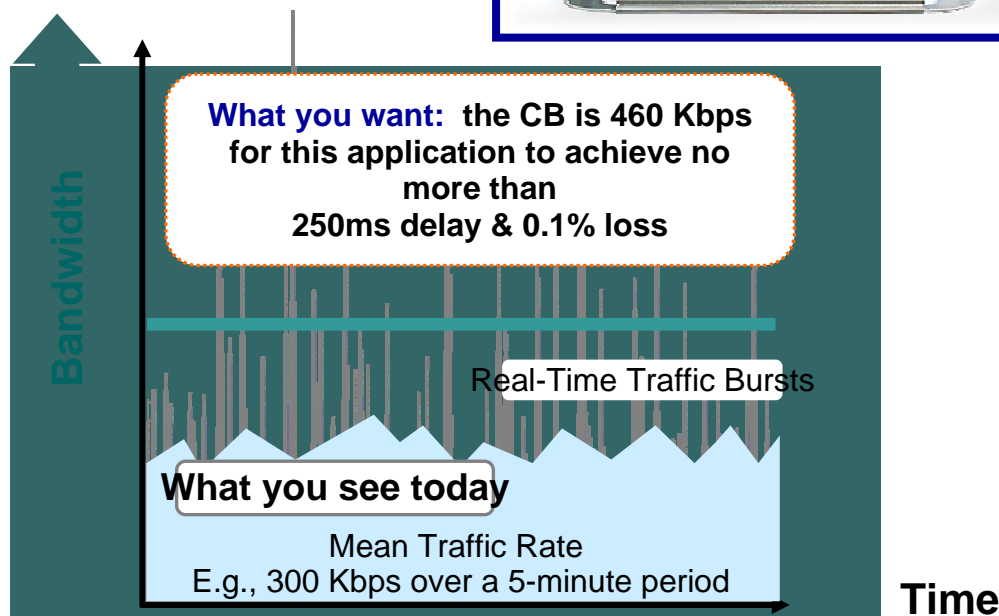 What you want: the CB is 460 Kbps
for this application to achieve no
more than
250ms delay & 0.1% loss
Bandwidth
Real-Time Traffic Bursts
What you see today
Mean Traffic Rate
E.g., 300 Kbps over a 5-minute period
Time